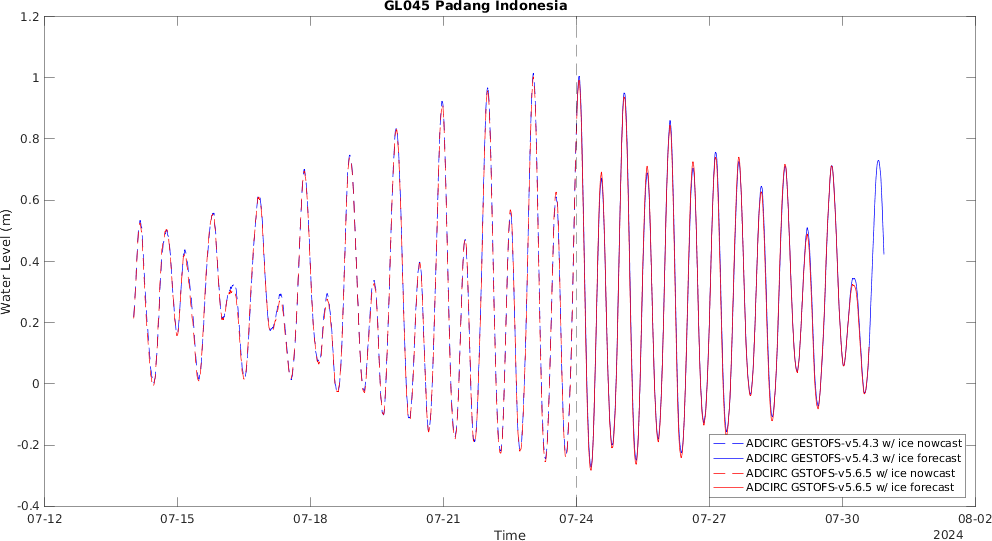 GL045 Padang Indonesia
1.2
1
0.8
0.6
0.4
0.2
0
-0.2
-0.4
Water Level (m)
07-12
07-15
07-18
07-21
07-24
07-27
07-30
08-02
Time
2024
ADCIRC GESTOFS-v5.4.3 w/ ice nowcast
ADCIRC GESTOFS-v5.4.3 w/ ice forecast
ADCIRC GSTOFS-v5.6.5 w/ ice nowcast
ADCIRC GSTOFS-v5.6.5 w/ ice forecast